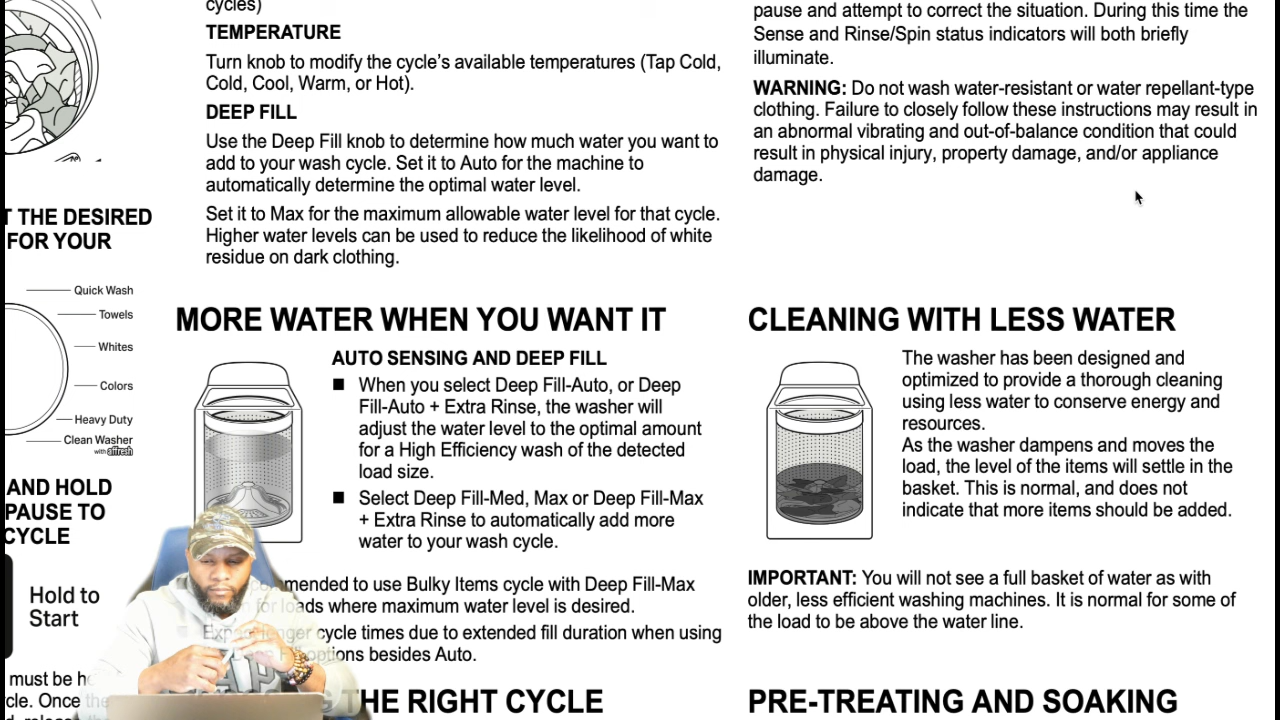 cycles)
TEMPERATURE
Turn knob to modify the cycle's available temperatures (Tap Cold,
Cold, Cool, Warm, or Hot).
DEEP FILL
Use the Deep Fill knob to determine how much water you want to
add to your wash cycle. Set it to Auto for the machine to
automatically determine the optimal water level.
Set it to Max for the maximum allowable water level for that cycle.
Higher water levels can be used to reduce the likelihood of white
residue on dark clothing.
pause and attempt to correct the situation. During this time the
Sense and Rinse/Spin status indicators will both briefly
illuminate.
WARNING: Do not wash water-resistant or water repellant-type
clothing. Failure to closely follow these instructions may result in
an abnormal vibrating and out-of-balance condition that could
result in physical injury, property damage, and/or appliance
damage.
T THE DESIRED
FOR YOUR
Quick Wash
Towels
Whites
Colors
Heavy Duty
Clean Washer
with affresh
AND HOLD
PAUSE TO
CYCLE
Hold to
Start
must be he
cle. Once the
MORE WATER WHEN YOU WANT IT
AUTO SENSING AND DEEP FILL
■ When you select Deep Fill-Auto, or Deep
Fill-Auto + Extra Rinse, the washer will
adjust the water level to the optimal amount
for a High Efficiency wash of the detected
load size.
■ Select Deep Fill-Med, Max or Deep Fill-Max
+ Extra Rinse to automatically add more
water to your wash cycle.
mended to use Bulky Items cycle with Deep Fill-Max
for loads where maximum water level is desired.
Expect longer cycle times due to extended fill duration when using
options besides Auto.
THE RIGHT CYCLE
CLEANING WITH LESS WATER
The washer has been designed and
optimized to provide a thorough cleaning
using less water to conserve energy and
resources.
As the washer dampens and moves the
load, the level of the items will settle in the
basket. This is normal, and does not
indicate that more items should be added.
IMPORTANT: You will not see a full basket of water as with
older, less efficient washing machines. It is normal for some of
the load to be above the water line.
PRE-TREATING AND SOAKING